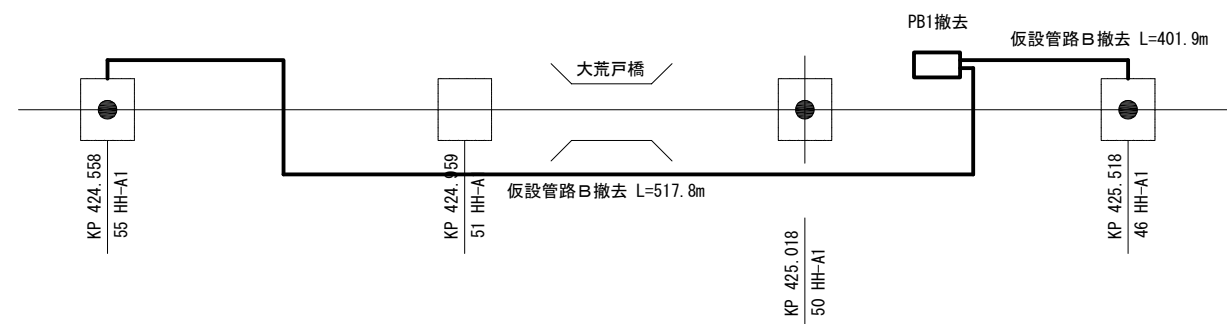 PB1撤去
仮設管路B撤去 L=401.9m
大荒戸橋
仮設管路B撤去 L=517.8m
KP 424.558
55 HH-A1
KP 424.959
51 HH-A1
KP 425.018
50 HH-A1
KP 425.518
46 HH-A1